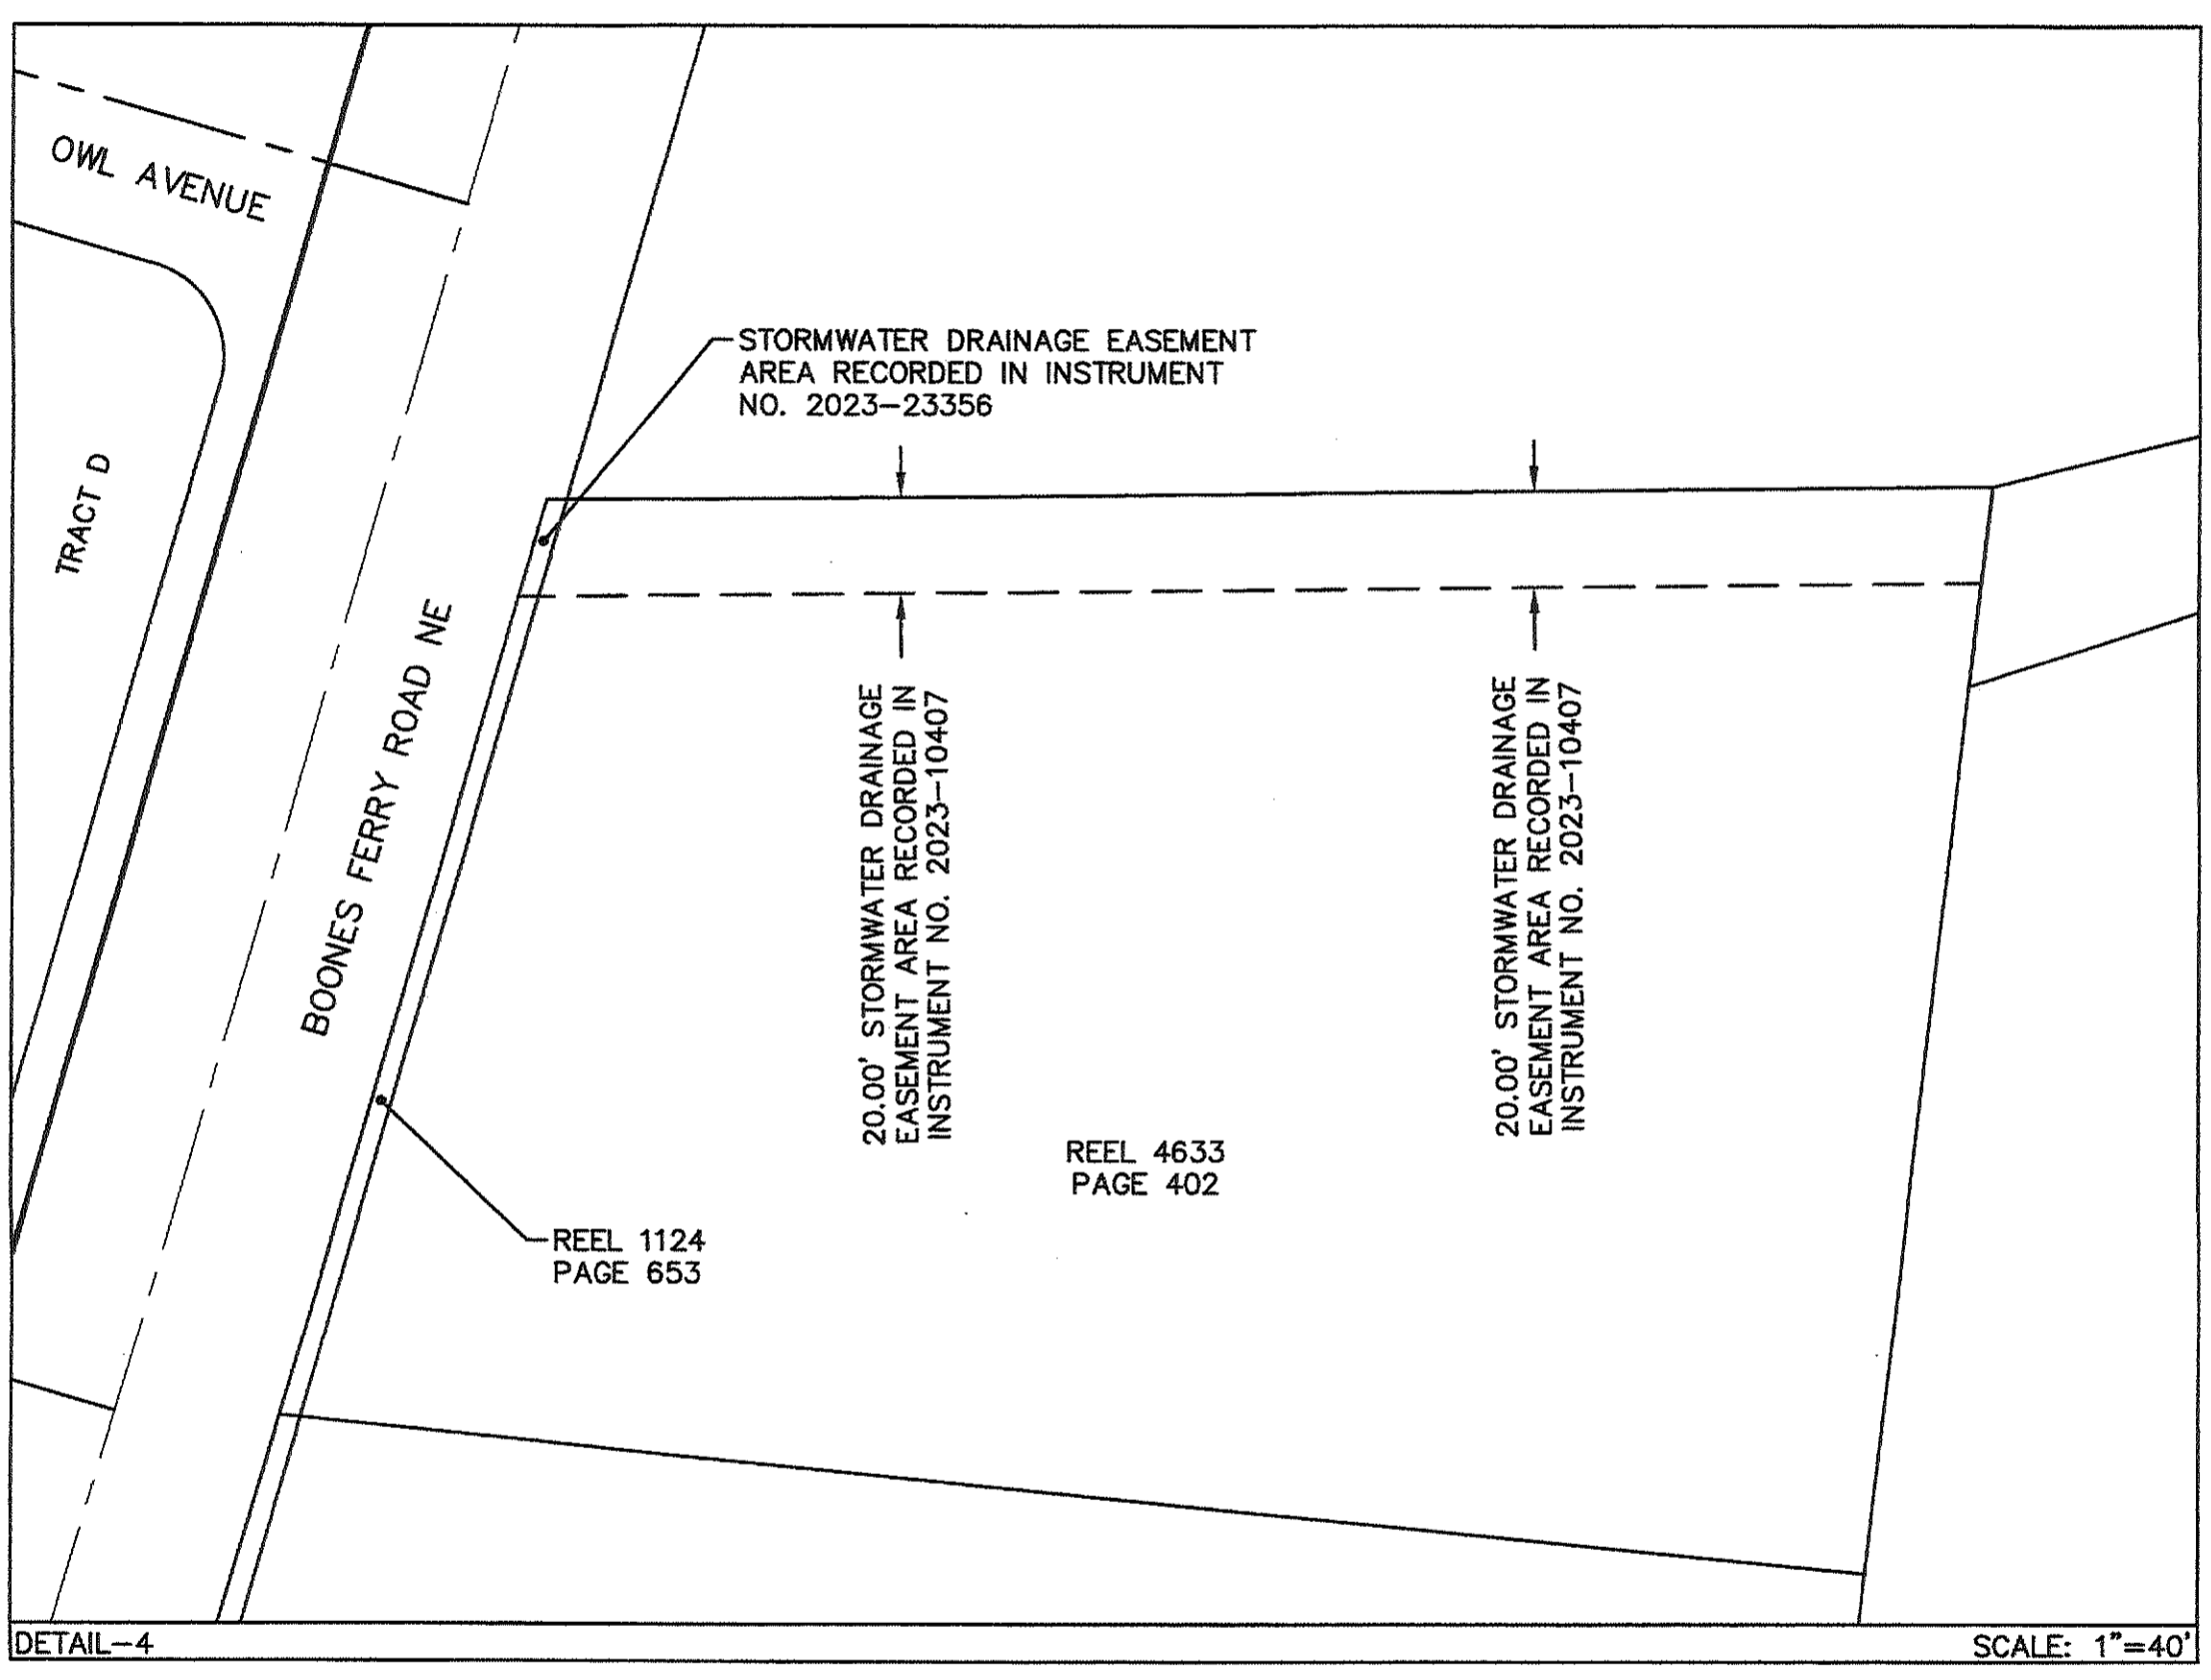 OWL AVENUE
STORMWATER DRAINAGE EASEMENT
AREA RECORDED IN INSTRUMENT
NO. 2023-23356
TRACT D
BOONES FERRY ROAD NE
20.00' STORMWATER DRAINAGE
EASEMENT AREA RECORDED IN
INSTRUMENT NO. 2023-10407
20.00' STORMWATER DRAINAGE
EASEMENT AREA RECORDED IN
INSTRUMENT NO. 2023-10407
REEL 4633
PAGE 402
REEL 1124
PAGE 653
DETAIL-4
SCALE: 1"=40'